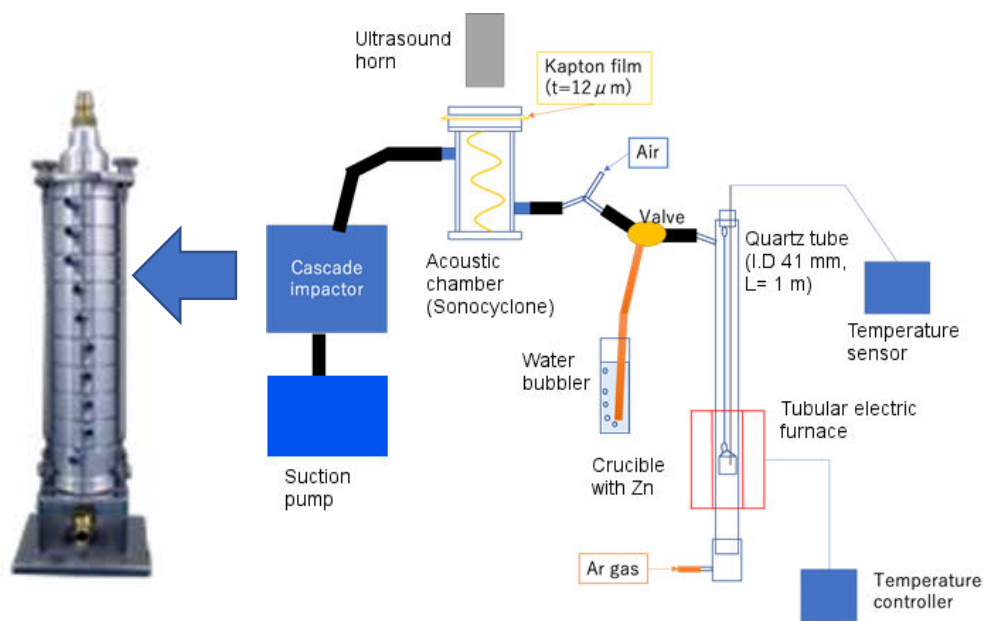 Ultrasound
horn
Kapton film
(t=12μm)
Air
Valve
Quartz tube
(I.D 41 mm,
L= 1 m)
Cascade
impactor
Acoustic
chamber
(Sonocyclone)
Temperature
sensor
Water
bubbler
Tubular electric
furnace
Crucible
with Zn
Suction
pump
Ar gas
Temperature
controller